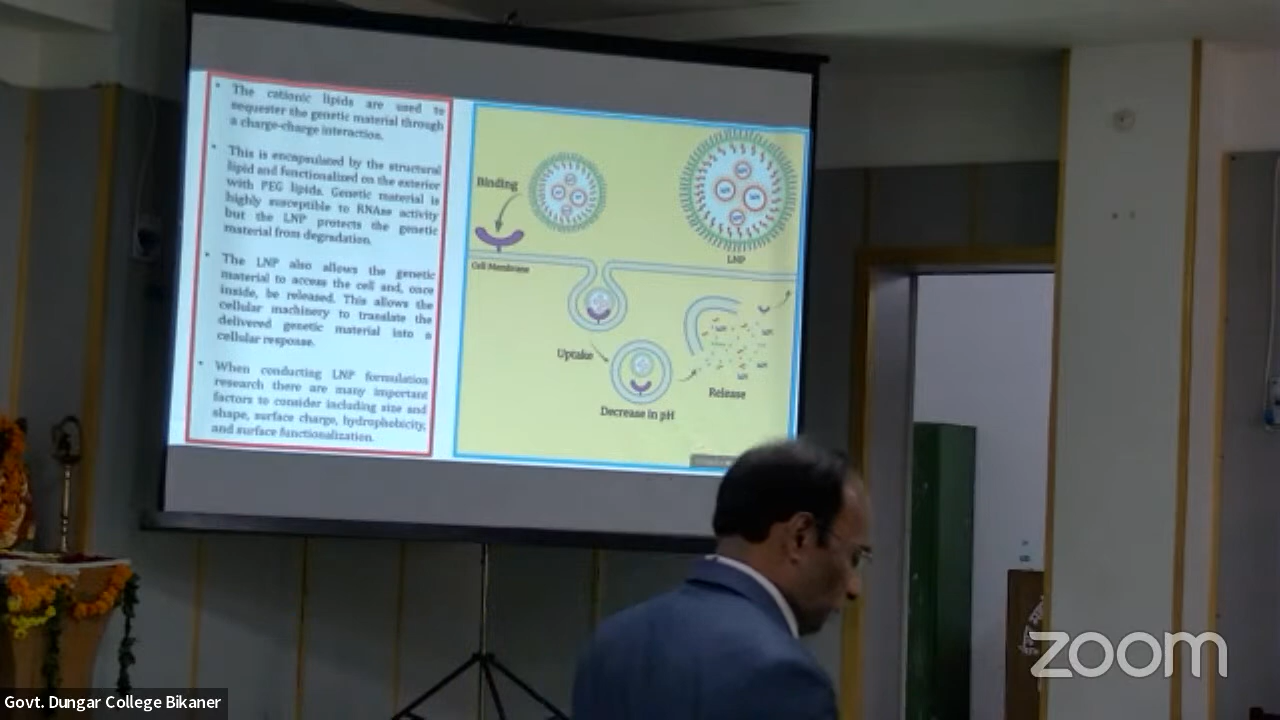 • The cationic lipids are used to
sequester the genetic material through
a charge-charge interaction.
• This is encapsulated by the structural
lipid and functionalized on the exterior
with PEG lipids. Genetic material is
highly susceptible to RNAse activity
but the LNP protects the genetic
material from degradation.
• The LNP also allows the genetic
material to access the cell and, once
inside, be released. This allows the
cellular machinery to translate the
delivered genetic material into a
cellular response.
• When conducting LNP formulation
research there are many important
factors to consider including size and
shape, surface charge, hydrophobicity,
and surface functionalization.
Binding
Cell Membrane
LNP
Uptake
Release
Decrease in pH
zoom
Govt. Dungar College Bikaner